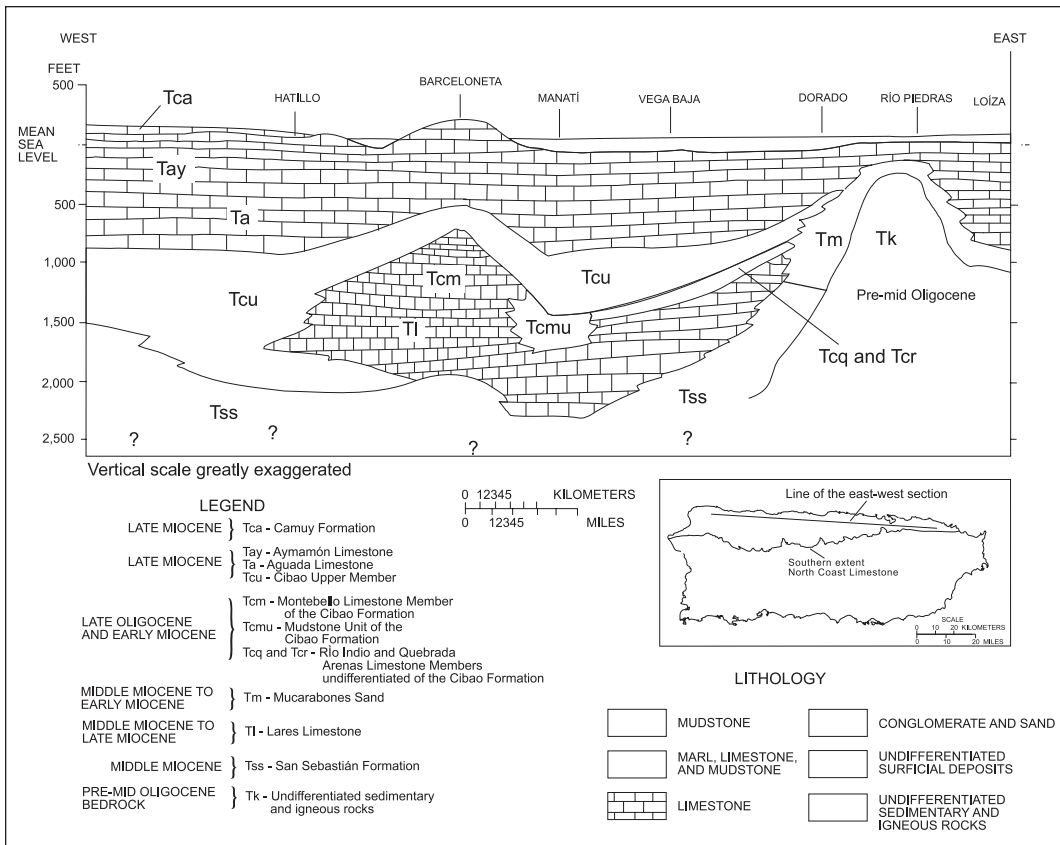 WEST
EAST
FEET
BARCELONETA
500
Tca
HATILLO
MANATÍ
VEGA BAJA
DORADO
RÍO PIEDRAS
LOÍZA
MEAN
SEA
LEVEL
Tay
500
Ta
Tm
Tk
1,000
Tcm
Tcu
Pre-mid Oligocene
Tcu
1,500
Tl
Tcmu
Tcq and Tcr
2,000
Tss
Tss
2,500
? ? ? ?
Vertical scale greatly exaggerated
LEGEND
LATE MIOCENE } Tca - Camuy Formation
LATE MIOCENE } Tay - Aymamón Limestone
Ta - Aguada Limestone
Tcu - Cibao Upper Member
LATE OLIGOCENE
AND EARLY MIOCENE } Tcm - Montebello Limestone Member
of the Cibao Formation
Tcmu - Mudstone Unit of the
Cibao Formation
Tcq and Tcr - Río Indio and Quebrada
Arenas Limestone Members
undifferentiated of the Cibao Formation
MIDDLE MIOCENE TO
EARLY MIOCENE } Tm - Mucarabones Sand
MIDDLE MIOCENE TO
LATE MIOCENE } Tl - Lares Limestone
MIDDLE MIOCENE } Tss - San Sebastián Formation
PRE-MID OLIGOCENE
BEDROCK } Tk - Undifferentiated sedimentary
and igneous rocks
0 12345 KILOMETERS
0 12345 MILES
Line of the east-west section
Southern extent
North Coast Limestone
SCALE
0 10 20 KILOMETERS
0 10 20 MILES
LITHOLOGY
MUDSTONE
MARL, LIMESTONE,
AND MUDSTONE
LIMESTONE
CONGLOMERATE AND SAND
UNDIFFERENTIATED
SURFICIAL DEPOSITS
UNDIFFERENTIATED
SEDIMENTARY AND
IGNEOUS ROCKS